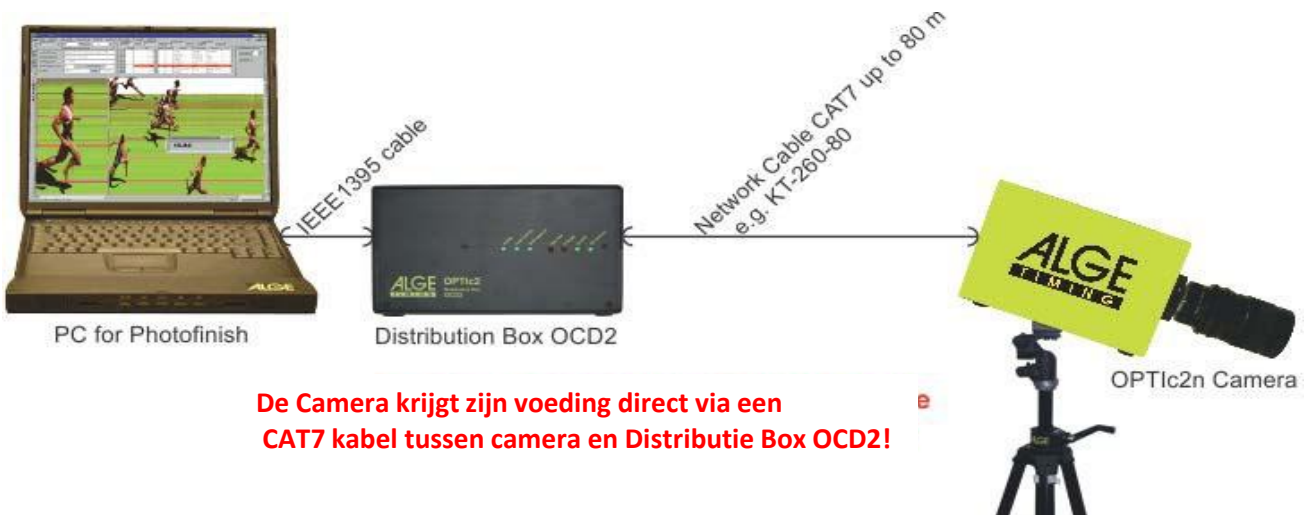 IEEE1395 cable
Network Cable CAT7 up to 80 m
e.g. KT-260-80
ALGE
TIMING
OPTIc2
ALGE
ALGE
TIMING
PC for Photofinish
Distribution Box OCD2
OPTIc2n Camera
De Camera krijgt zijn voeding direct via een
CAT7 kabel tussen camera en Distributie Box OCD2!
e
ALGE